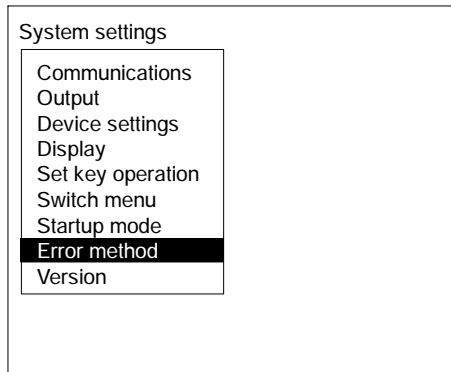 System settings
Communications
Output
Device settings
Display
Set key operation
Switch menu
Startup mode
Error method
Version